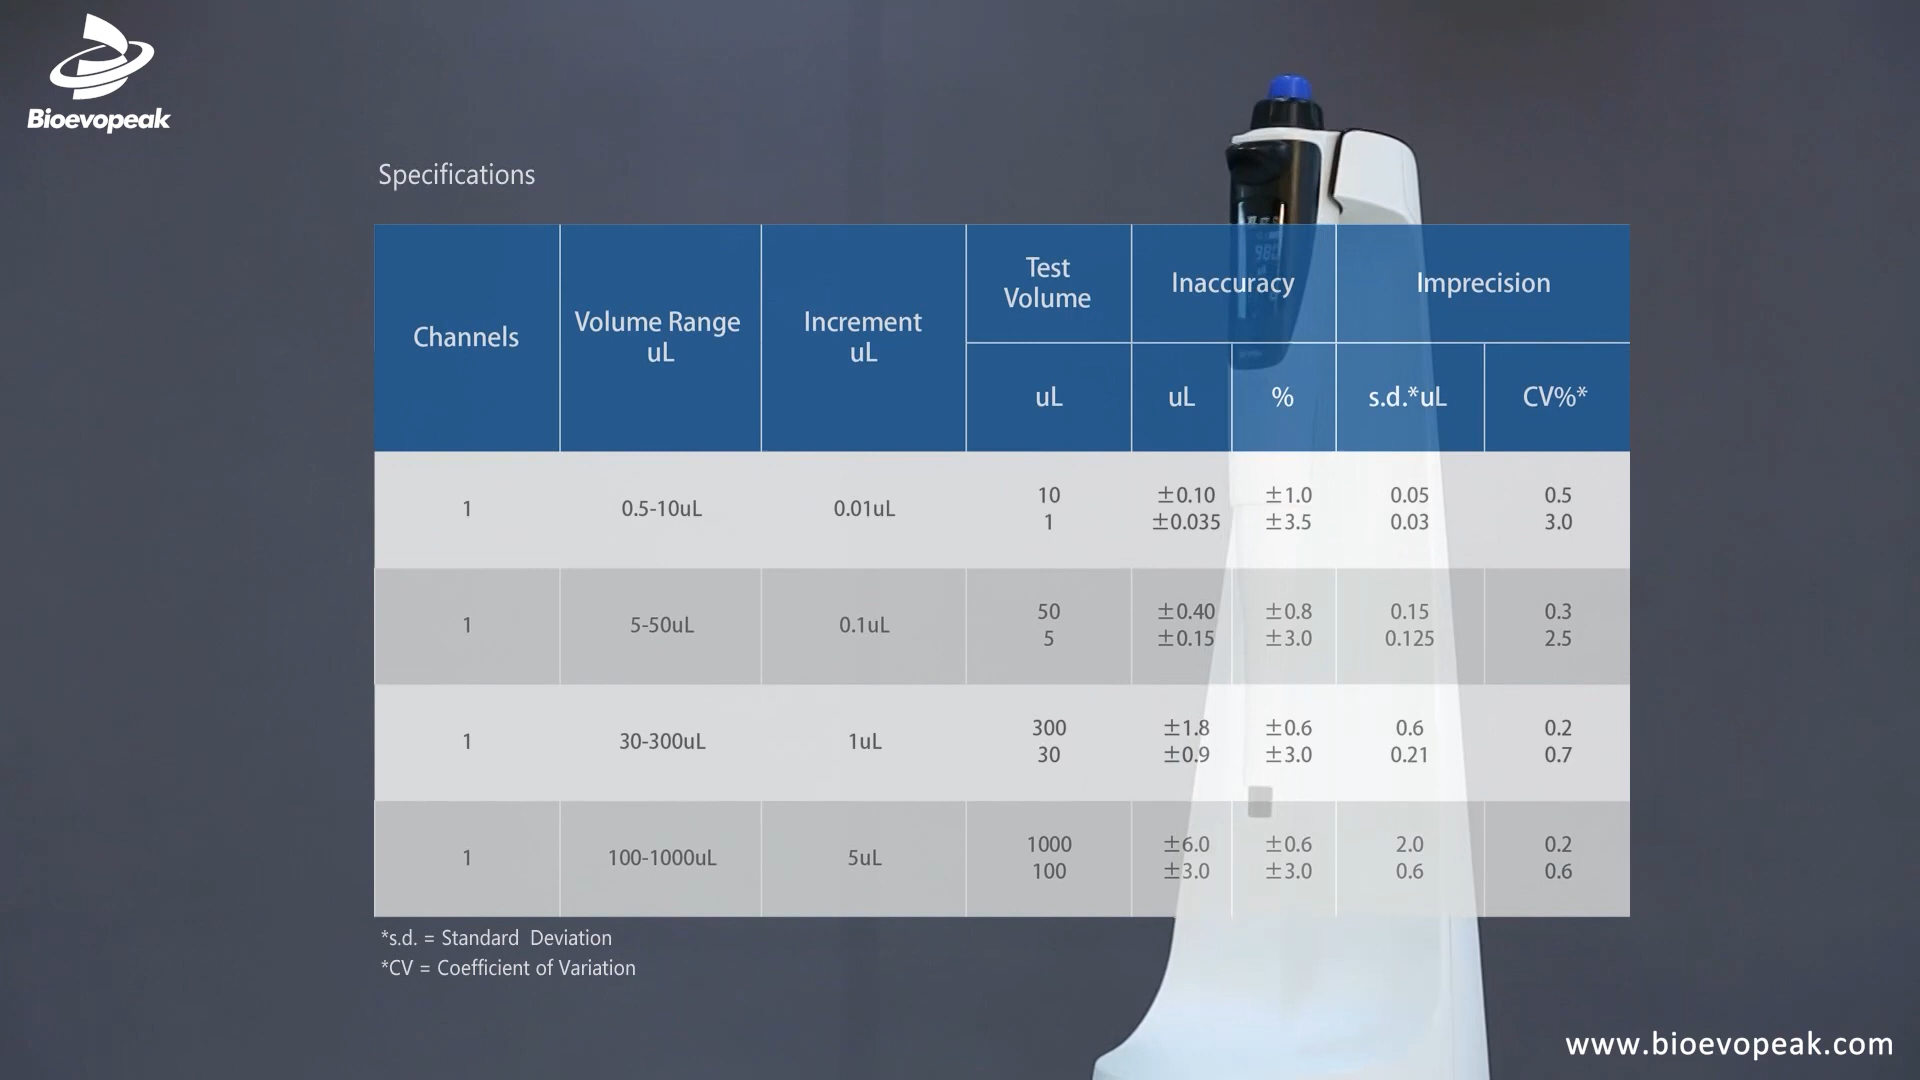 Bioevopeak
Specifications
Channels
Volume Range
uL
Increment
uL
Test
Volume
Inaccuracy
Imprecision
uL
uL
%
s.d.*uL
CV%*
1
0.5-10uL
0.01uL
10
1
±0.10
±0.035
±1.0
±3.5
0.05
0.03
0.5
3.0
1
5-50uL
0.1uL
50
5
±0.40
±0.15
±0.8
±3.0
0.15
0.125
0.3
2.5
1
30-300uL
1uL
300
30
±1.8
±0.9
±0.6
±3.0
0.6
0.21
0.2
0.7
1
100-1000uL
5uL
1000
100
±6.0
±3.0
±0.6
±3.0
2.0
0.6
0.2
0.6
*s.d. = Standard Deviation
*CV = Coefficient of Variation
www.bioevopeak.com